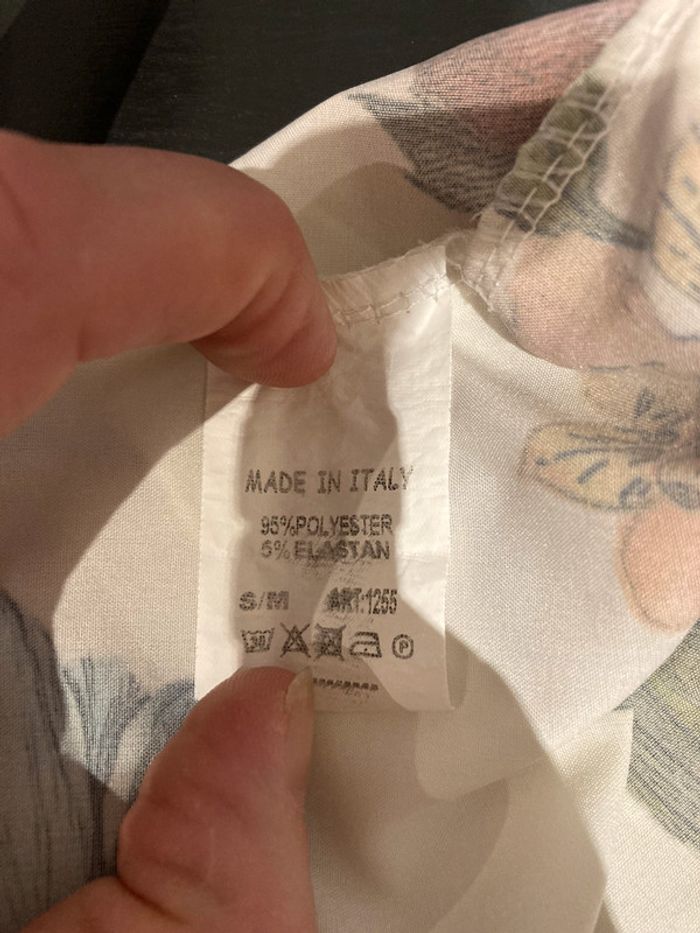 MADE IN ITALY
95%POLYESTER
5%ELASTAN
S/M ART:1255
P